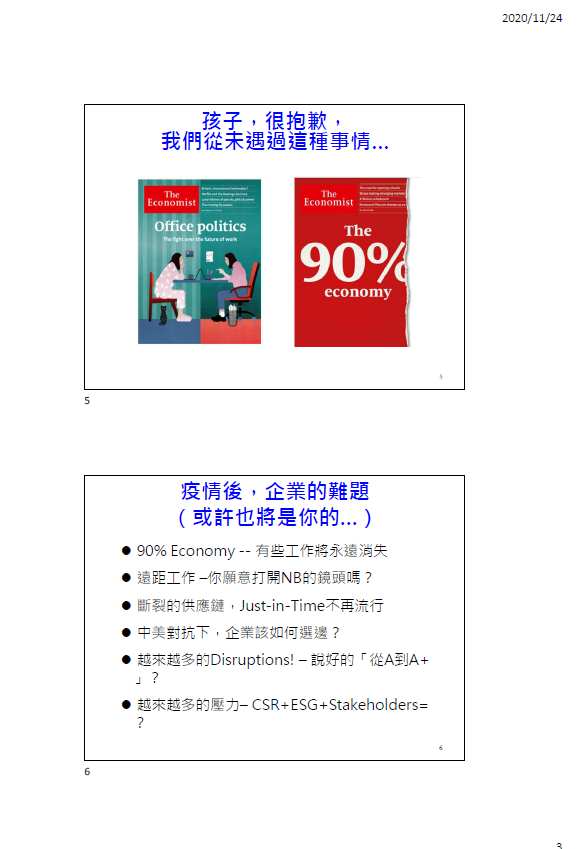 2020/11/24
孩子，很抱歉，
我們從未遇過這種事情…
The
Economist
Office politics
The fight over the future of work
The
Economist
The
90%
economy
5
5
疫情後，企業的難題
（或許也將是你的…）
● 90% Economy -- 有些工作將永遠消失
● 遠距工作 –你願意打開NB的鏡頭嗎？
● 斷裂的供應鏈，Just-in-Time不再流行
● 中美對抗下，企業該如何選邊？
● 越來越多的Disruptions! – 說好的「從A到A+
」？
● 越來越多的壓力– CSR+ESG+Stakeholders=
？
6
6
3